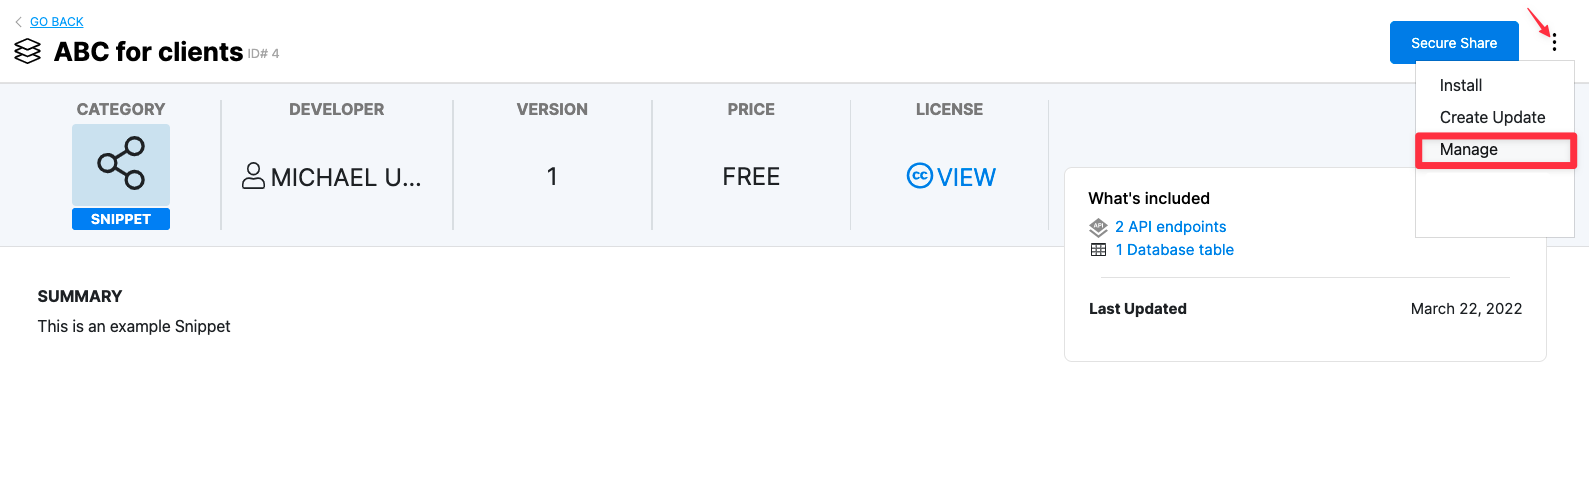 GO BACK
ABC for clients ID# 4
Secure Share
Install
Create Update
Manage
CATEGORY
SNIPPET
DEVELOPER
MICHAEL U...
VERSION
1
PRICE
FREE
LICENSE
cc VIEW
What's included
API 2 API endpoints
1 Database table
Last Updated March 22, 2022
SUMMARY
This is an example Snippet